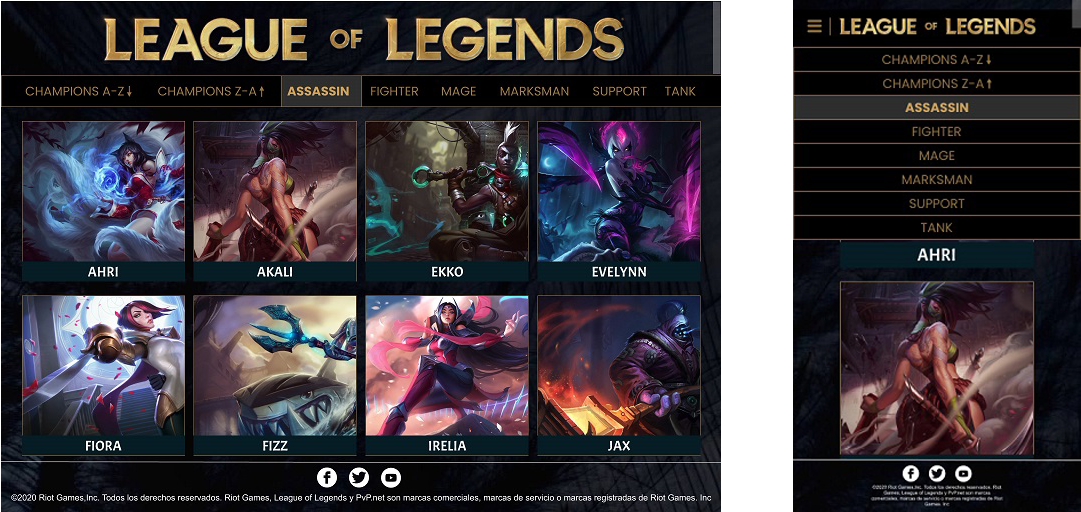 LEAGUE OF LEGENDS
CHAMPIONS A-Z↓ CHAMPIONS Z-A↑ ASSASSIN FIGHTER MAGE MARKSMAN SUPPORT TANK
AHRI AKALI EKKO EVELYNN
FIORA FIZZ IRELIA JAX
©2020 Riot Games,Inc. Todos los derechos reservados. Riot Games, League of Legends y PvP.net son marcas comerciales, marcas de servicio o marcas registradas de Riot Games. Inc
LEAGUE OF LEGENDS
CHAMPIONS A-Z↓
CHAMPIONS Z-A↑
ASSASSIN
FIGHTER
MAGE
MARKSMAN
SUPPORT
TANK
AHRI
©2020 Riot Games,Inc. Todos los derechos reservados. Riot
Games, League of Legends y PvP.net son marcas
comerciales, marcas de servicio o marcas registradas de Riot
Games. Inc